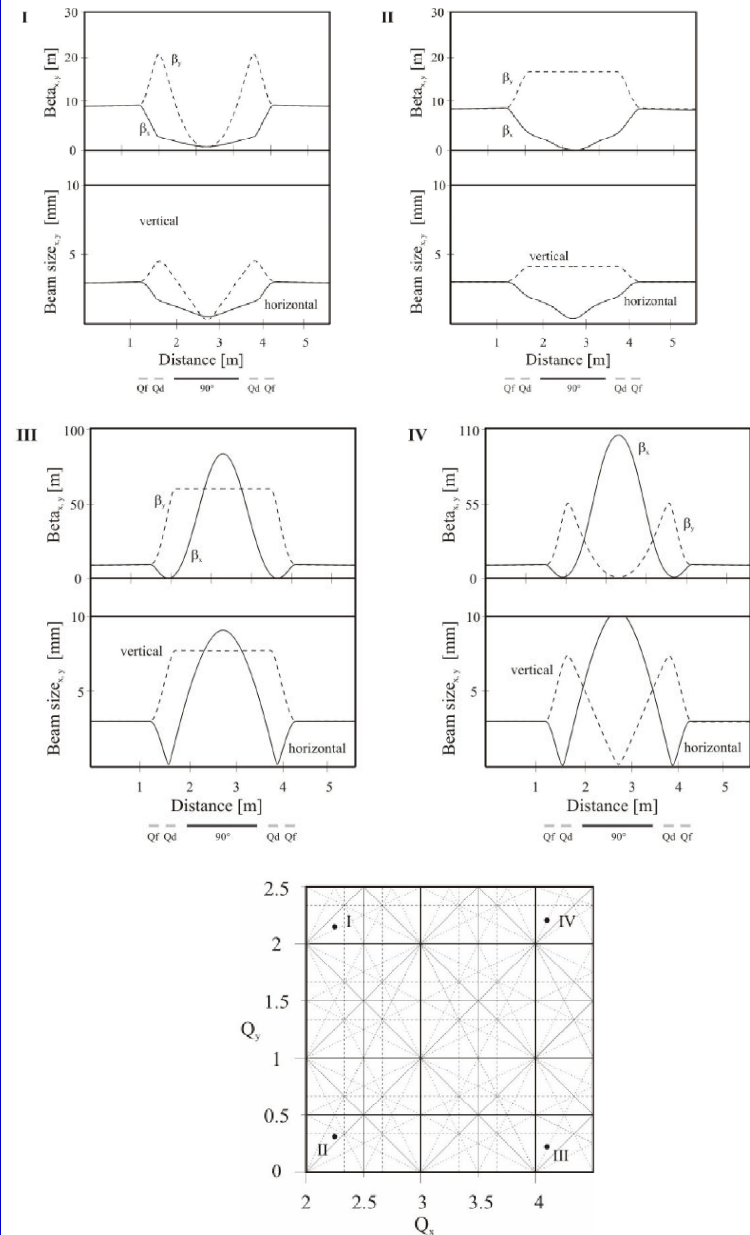 I
30
20
10
0
Beta x, y [m]
βy
βx
10
5
Beam size x, y [mm]
vertical
horizontal
1 2 3 4 5
Distance [m]
Qf Qd 90° Qd Qf
II
30
20
10
0
Beta x, y [m]
βy
βx
10
5
Beam size x, y [mm]
vertical
horizontal
1 2 3 4 5
Distance [m]
Qf Qd 90° Qd Qf
III
100
50
0
Beta x, y [m]
βy
βx
10
5
Beam size x, y [mm]
vertical
horizontal
1 2 3 4 5
Distance [m]
Qf Qd 90° Qd Qf
IV
110
55
0
Beta x, y [m]
βx
βy
10
5
Beam size x, y [mm]
vertical
horizontal
1 2 3 4 5
Distance [m]
Qf Qd 90° Qd Qf
2.5
2
1.5
1
0.5
0
Qy
I
IV
II
III
2 2.5 3 3.5 4
Qx